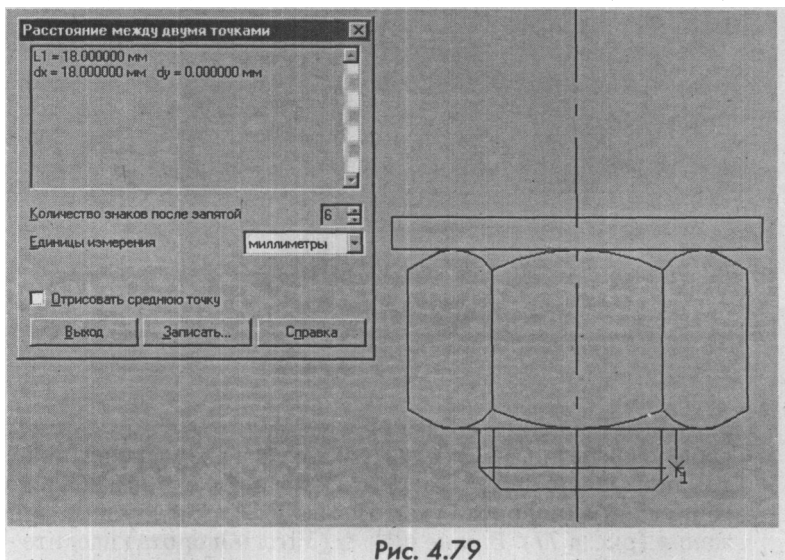 Расстояние между двумя точками
L1 = 18.000000 мм
dx = 18.000000 мм dy = 0.000000 мм
Количество знаков после запятой 6
Единицы измерения миллиметры
Отрисовать среднюю точку
Выход Записать... Справка
1
Рис. 4.79